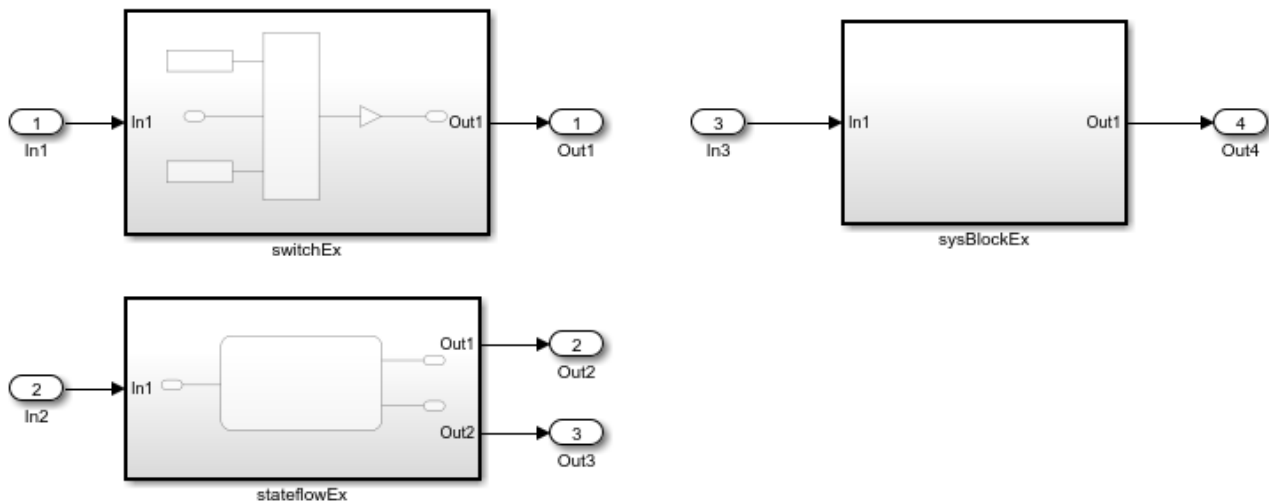 1
In1
In1
Out1
switchEx
1
Out1
3
In3
In1
Out1
sysBlockEx
4
Out4
2
In2
In1
Out1
Out2
stateflowEx
2
Out2
3
Out3